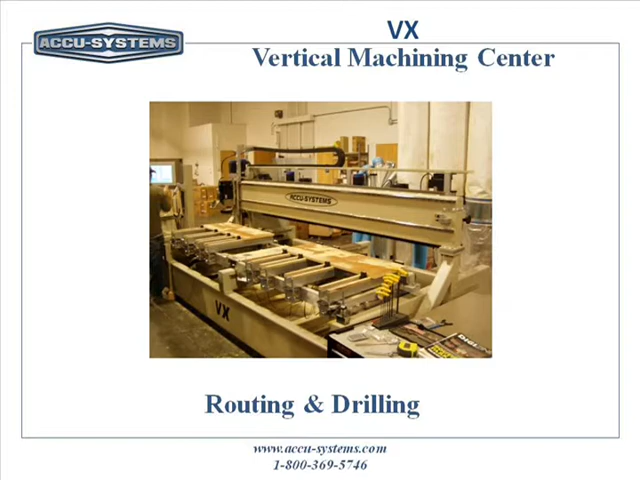 ACCU-SYSTEMS
VX
Vertical Machining Center
ACCU-SYSTEMS
VX
Routing & Drilling
www.accu-systems.com
1-800-369-5746